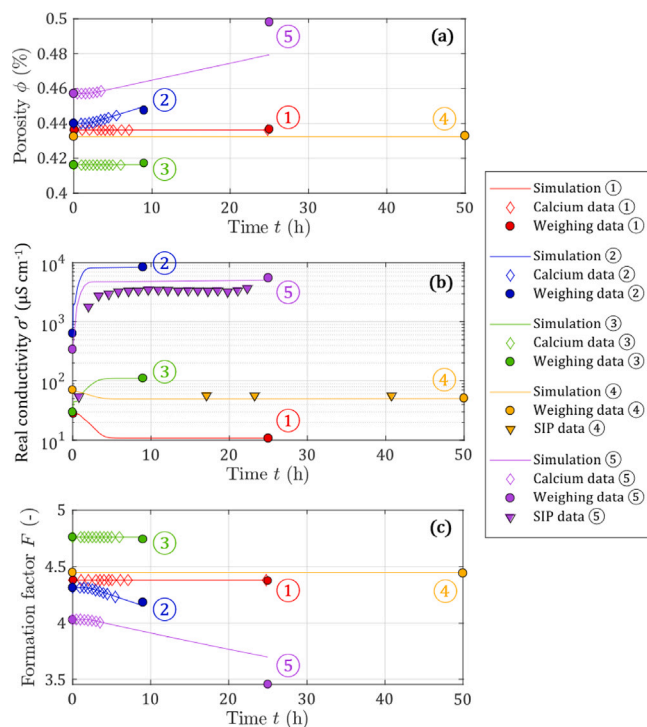 0.5
(a)
5
0.48
Porosity ϕ (%)
0.46
2
0.44
1
4
0.42
3
0.4
0 10 20 30 40 50
Time t (h)
10⁴
2
(b)
5
Real conductivity σ' (µS cm⁻¹)
10³
10²
3
4
1
10¹
0 10 20 30 40 50
Time t (h)
5
(c)
3
Formation factor F (-)
4.5
1
4
2
4
5
3.5
0 10 20 30 40 50
Time t (h)
Simulation ①
Calcium data ①
Weighing data ①
Simulation ②
Calcium data ②
Weighing data ②
Simulation ③
Calcium data ③
Weighing data ③
Simulation ④
Weighing data ④
SIP data ④
Simulation ⑤
Calcium data ⑤
Weighing data ⑤
SIP data ⑤